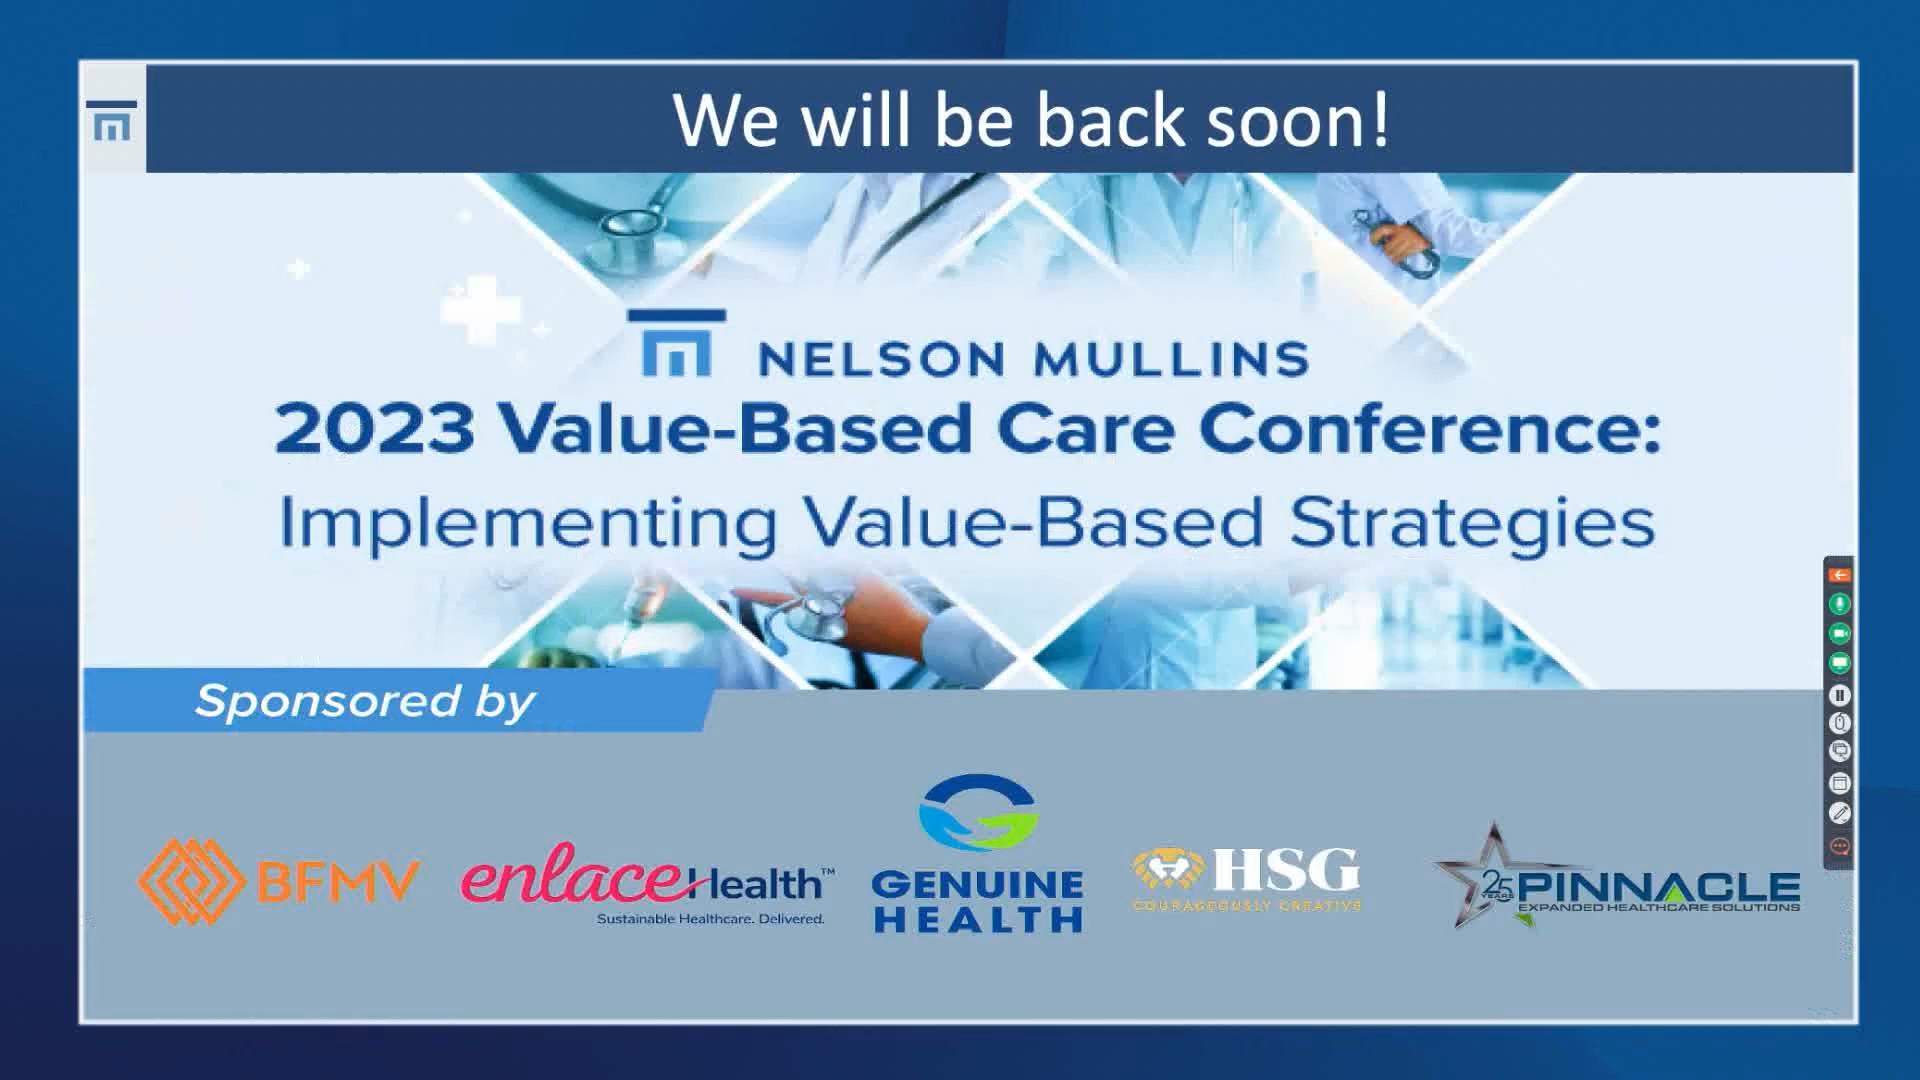 We will be back soon!
NELSON MULLINS
2023 Value-Based Care Conference:
Implementing Value-Based Strategies
Sponsored by
BFMV
enlaceHealth™
Sustainable Healthcare. Delivered.
GENUINE
HEALTH
HSG
COURAGEOUSLY CREATIVE
25 YEARS
PINNACLE
EXPANDED HEALTHCARE SOLUTIONS